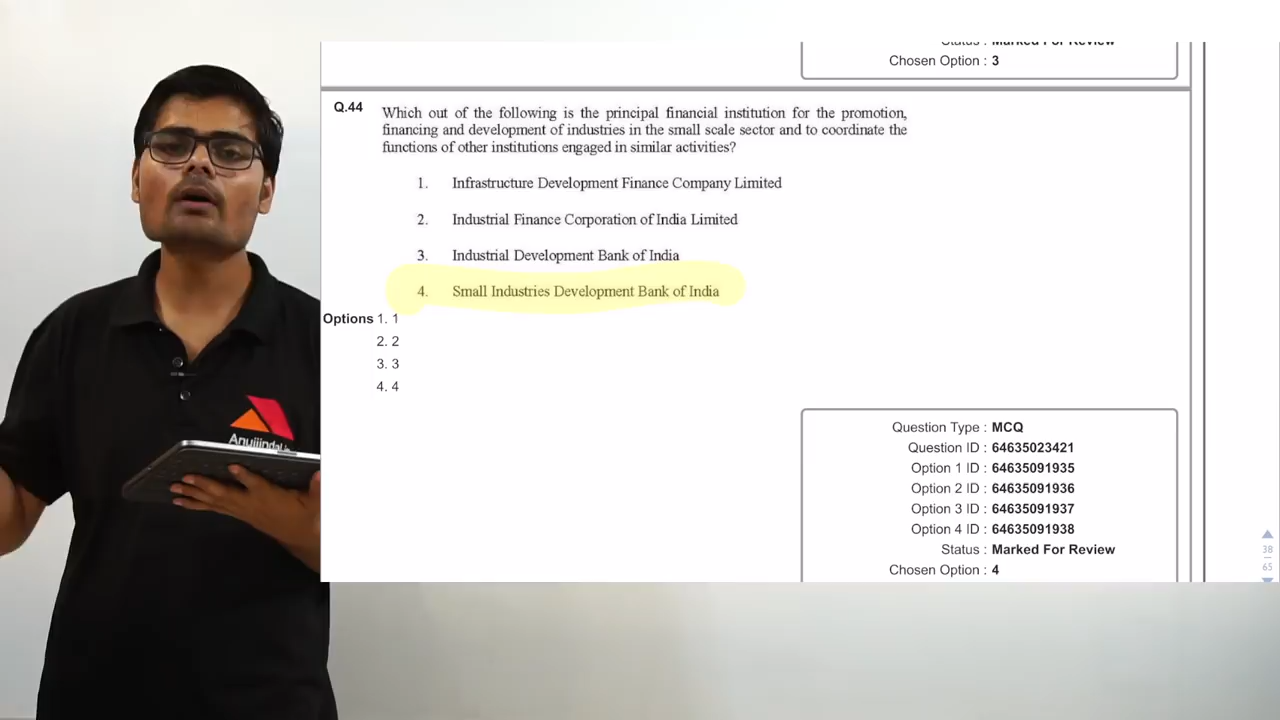 Status : Marked For Review
Chosen Option : 3
Q.44 Which out of the following is the principal financial institution for the promotion,
financing and development of industries in the small scale sector and to coordinate the
functions of other institutions engaged in similar activities?
1. Infrastructure Development Finance Company Limited
2. Industrial Finance Corporation of India Limited
3. Industrial Development Bank of India
4. Small Industries Development Bank of India
Options 1. 1
2. 2
3. 3
4. 4
Question Type : MCQ
Question ID : 64635023421
Option 1 ID : 64635091935
Option 2 ID : 64635091936
Option 3 ID : 64635091937
Option 4 ID : 64635091938
Status : Marked For Review
Chosen Option : 4
38
65